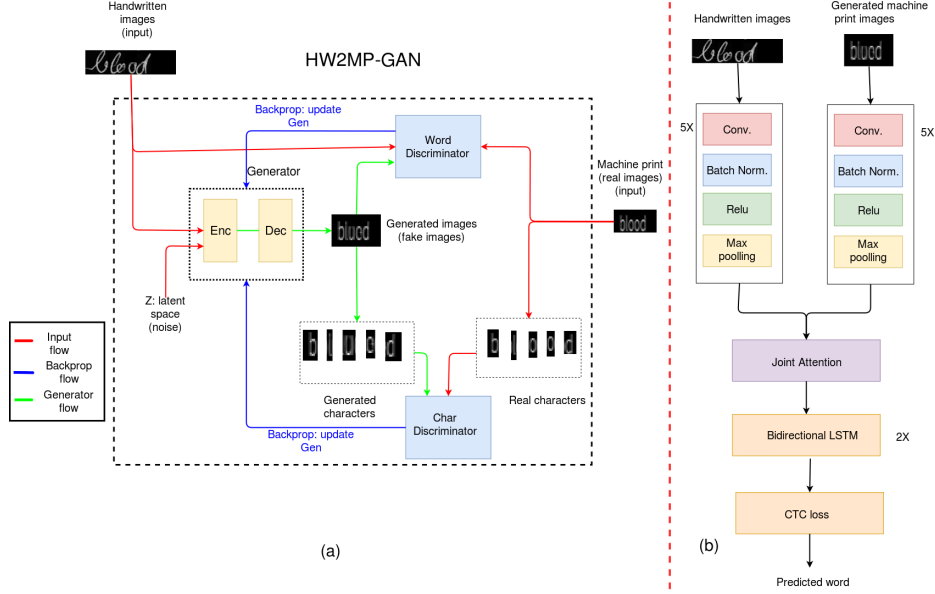 Handwritten
images
(input)
blood
HW2MP-GAN
Backprop: update
Gen
Word
Discriminator
Generator
Enc
Dec
Generated images
(fake images)
Machine print
(real images)
(input)
blood
Z: latent
space
(noise)
Input
flow
Backprop
flow
Generator
flow
b l o o d
Generated
characters
Real characters
Char
Discriminator
Backprop: update
Gen
(a)
Handwritten images
Generated machine
print images
blood
5X
5X
Conv.
Batch Norm.
Relu
Max
poolling
Conv.
Batch Norm.
Relu
Max
poolling
Joint Attention
Bidirectional LSTM
2X
CTC loss
(b)
Predicted word